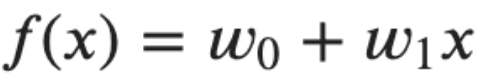 f(x) = w₀ + w₁x